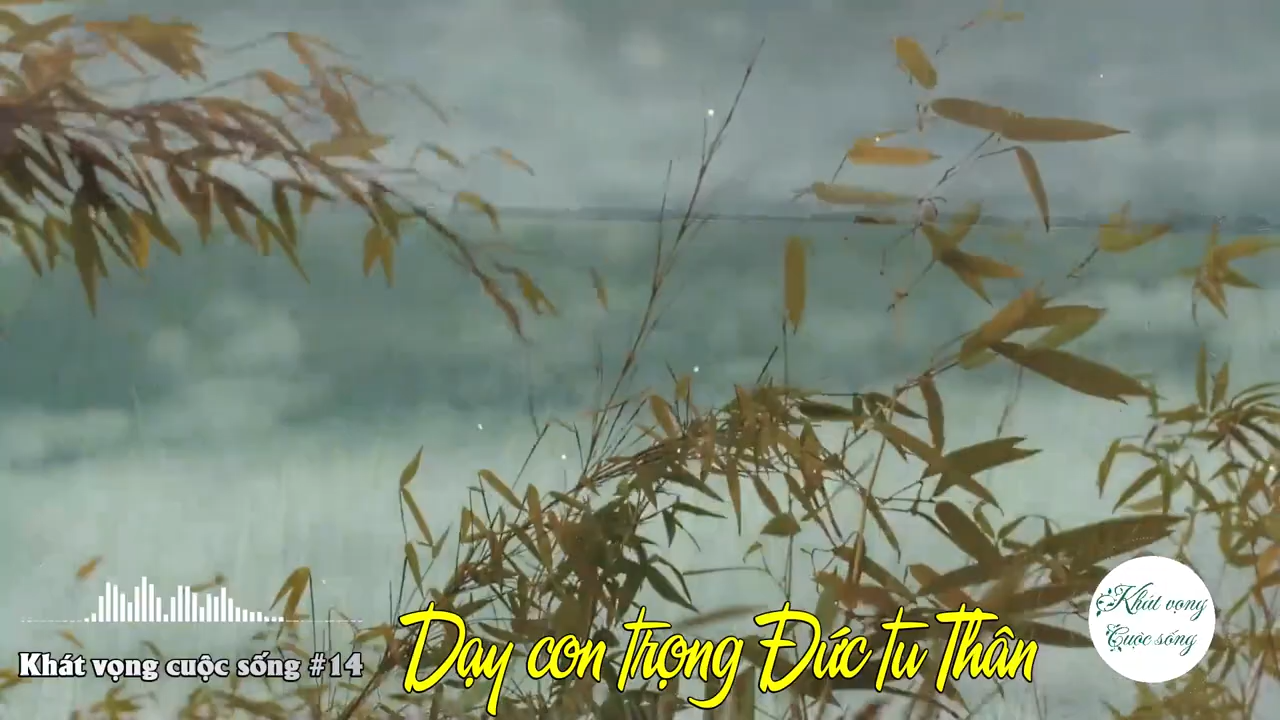 Khát vọng cuộc sống #14
Dạy con trọng Đức tu Thân
Khát vọng
Cuộc sống